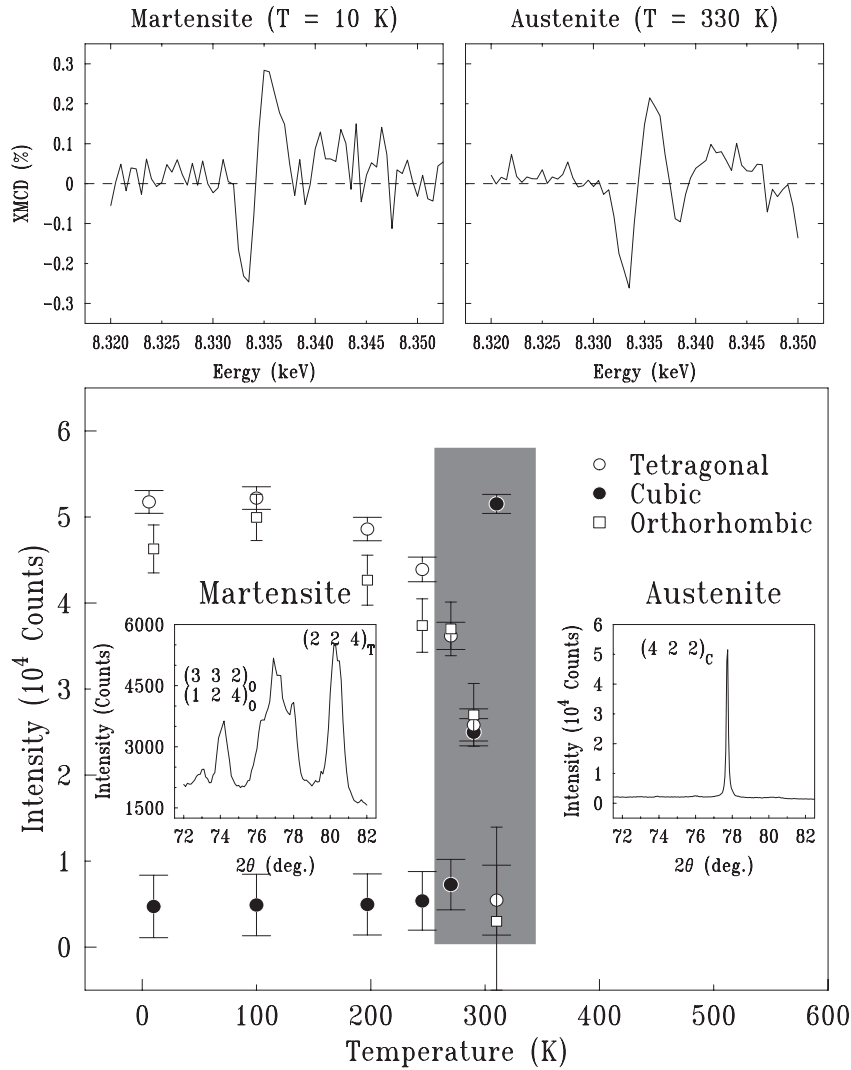 Martensite (T = 10 K)
Austenite (T = 330 K)
XMCD (%)
0.3
0.2
0.1
0
-0.1
-0.2
-0.3
8.320 8.330 8.335 8.340 8.345 8.350
8.320 8.330 8.335 8.340 8.345 8.350
Eergy (keV)
Eergy (keV)
Intensity (10^4 Counts)
6
5
4
3
2
1
0
Tetragonal
Cubic
Orthorhombic
Martensite
Intensity (Counts)
6000
4500
3000
1500
(2 2 4)T
(3 3 2)O
(1 2 4)O
72 74 76 77 78 80 82
2θ (deg.)
Austenite
Intensity (10^4 Counts)
6
5
4
3
2
1
0
(4 2 2)C
72 74 76 78 80
2θ (deg.)
0 100 200 300 400 500 600
Temperature (K)